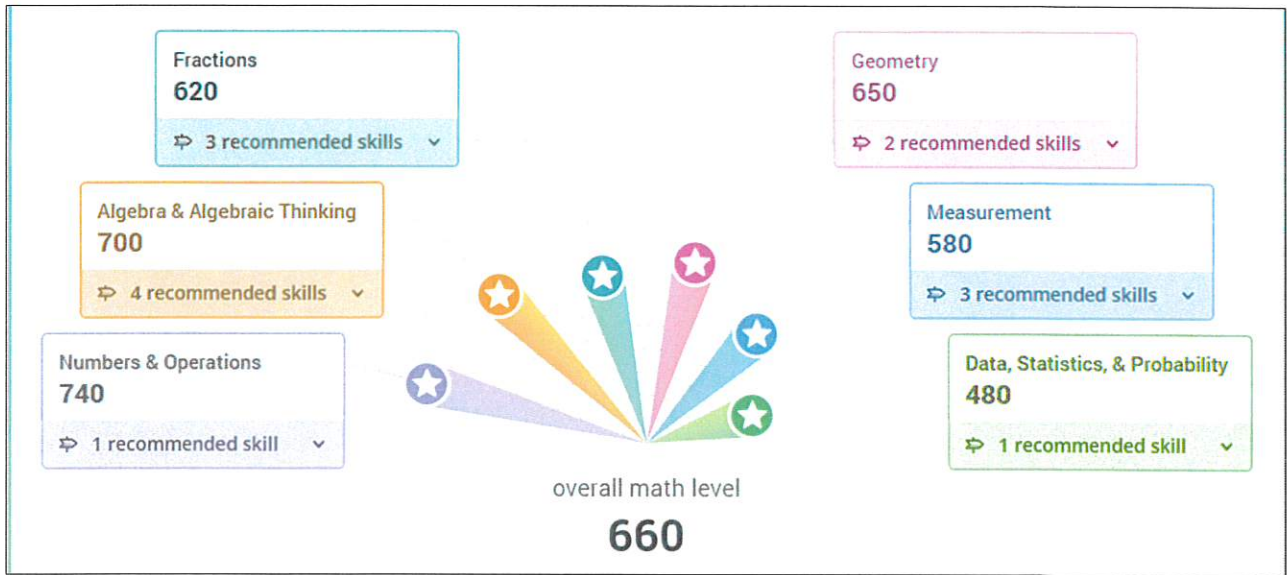 Fractions
620
3 recommended skills
Algebra & Algebraic Thinking
700
4 recommended skills
Numbers & Operations
740
1 recommended skill
Geometry
650
2 recommended skills
Measurement
580
3 recommended skills
Data, Statistics, & Probability
480
1 recommended skill
overall math level
660